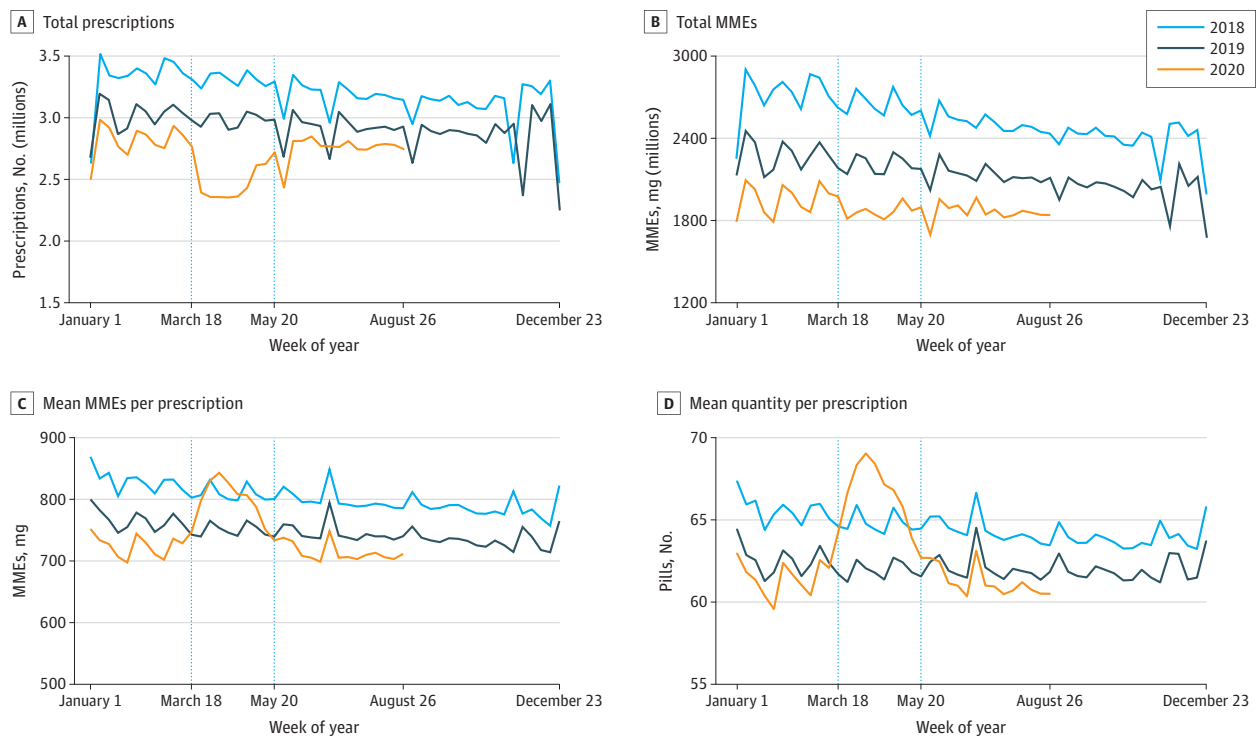 A Total prescriptions
3.5
3.0
2.5
2.0
1.5
Prescriptions, No. (millions)
January 1 March 18 May 20 August 26 December 23
Week of year
B Total MMEs
2018
2019
2020
3000
2400
1800
1200
MMEs, mg (millions)
January 1 March 18 May 20 August 26 December 23
Week of year
C Mean MMEs per prescription
900
800
700
600
500
MMEs, mg
January 1 March 18 May 20 August 26 December 23
Week of year
D Mean quantity per prescription
70
65
60
55
Pills, No.
January 1 March 18 May 20 August 26 December 23
Week of year